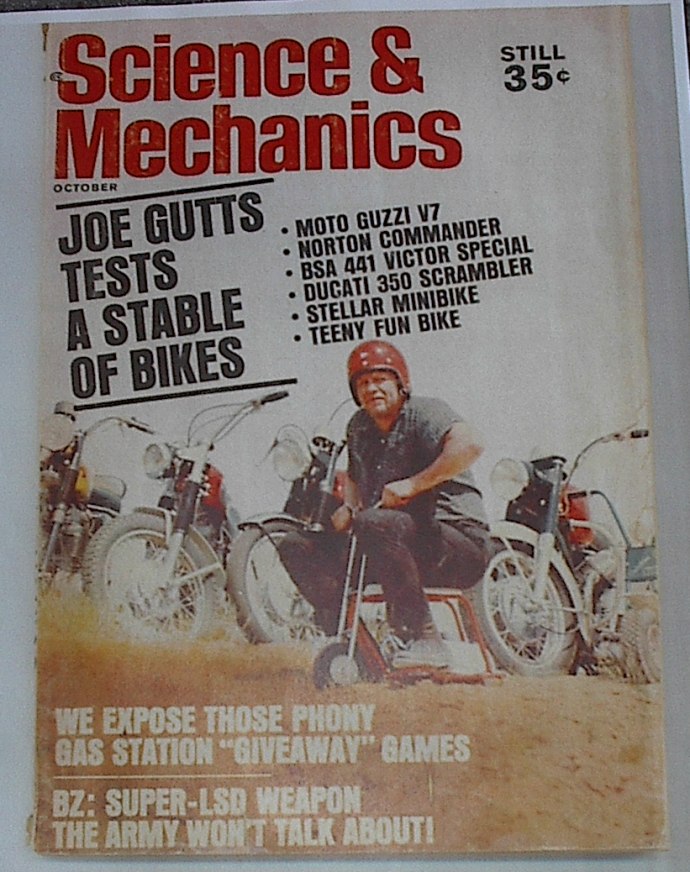 Science &
Mechanics
STILL
35¢
OCTOBER
JOE GUTTS
TESTS
A STABLE
OF BIKES
• MOTO GUZZI V7
• NORTON COMMANDER
• BSA 441 VICTOR SPECIAL
• DUCATI 350 SCRAMBLER
• STELLAR MINIBIKE
• TEENY FUN BIKE
WE EXPOSE THOSE PHONY
GAS STATION "GIVEAWAY" GAMES
BZ: SUPER-LSD WEAPON
THE ARMY WON'T TALK ABOUT!